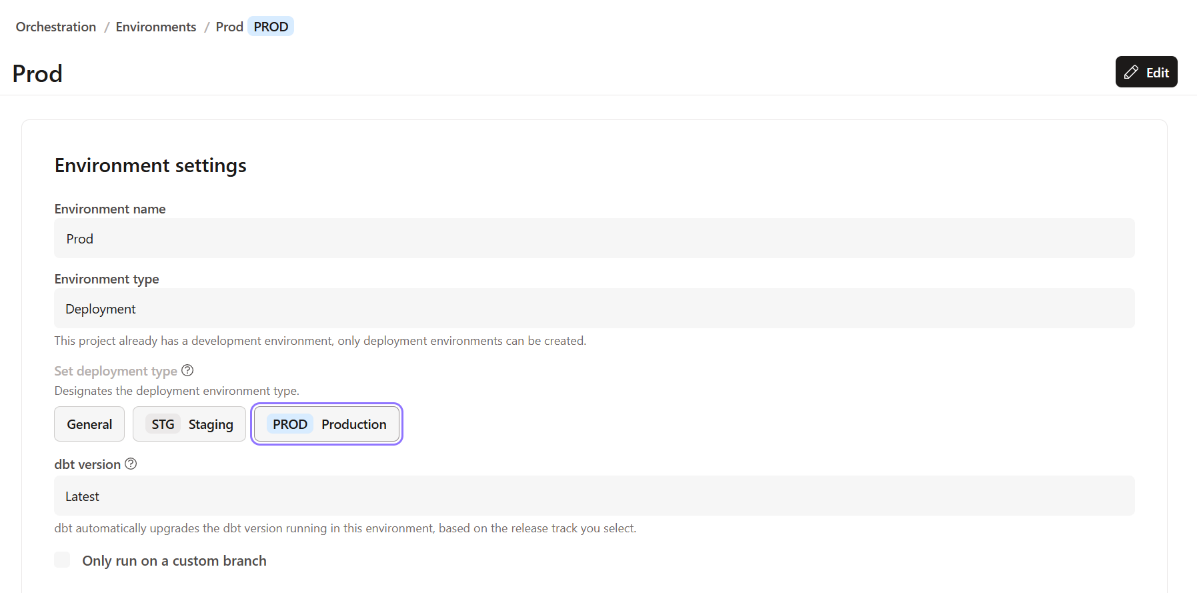 Orchestration / Environments / Prod PROD
Prod
Edit
Environment settings
Environment name
Prod
Environment type
Deployment
This project already has a development environment, only deployment environments can be created.
Set deployment type
Designates the deployment environment type.
General STG Staging PROD Production
dbt version
Latest
dbt automatically upgrades the dbt version running in this environment, based on the release track you select.
Only run on a custom branch